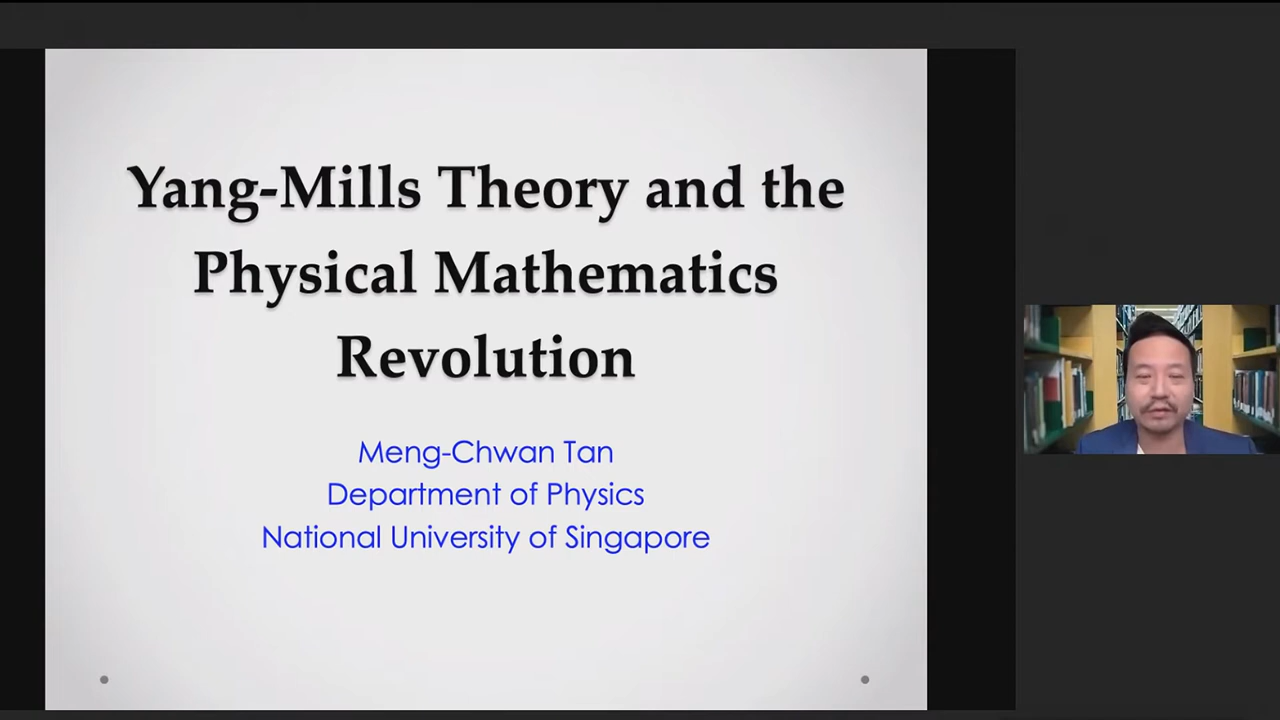 Yang-Mills Theory and the
Physical Mathematics
Revolution
Meng-Chwan Tan
Department of Physics
National University of Singapore